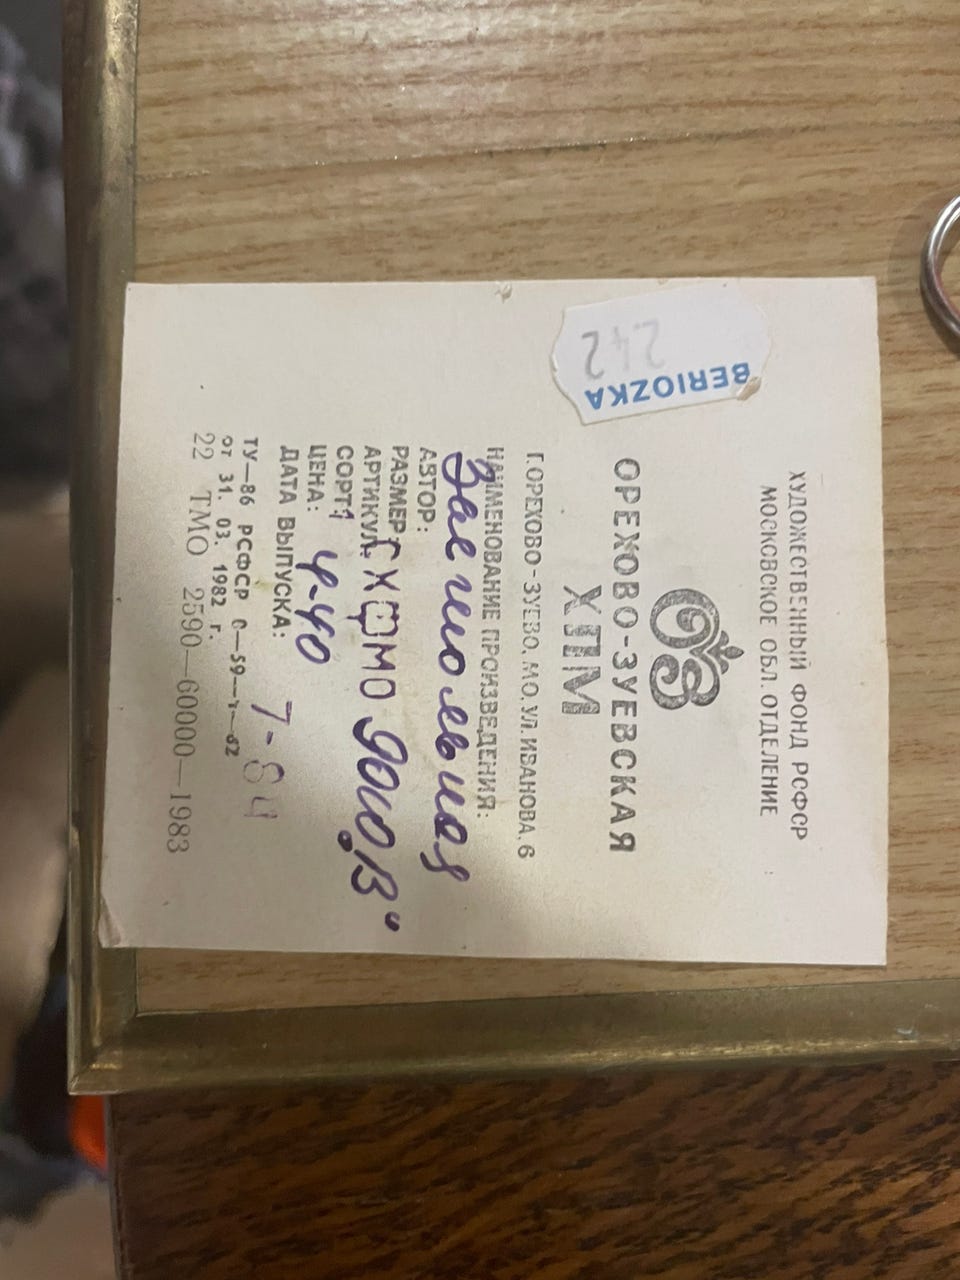 ХУДОЖЕСТВЕННЫЙ ФОНД РСФСР
МОСКОВСКОЕ ОБЛ. ОТДЕЛЕНИЕ
BERIOZKA
242
2
ОРЕХОВО-ЗУЕВСКАЯ
ХПМ
Г.ОРЕХОВО-ЗУЕВО, МО, УЛ.ИВАНОВА, 6
НАИМЕНОВАНИЕ ПРОИЗВЕДЕНИЯ:
АВТОР:
РАЗМЕР:
АРТИКУЛ: СХФМО
СОРТ: 1
ЦЕНА: 4-40
ДАТА ВЫПУСКА: 7-84
ТУ—86 РСФСР
от 31. 03. 1982 г.
22 ТМО 2590—60000—1983